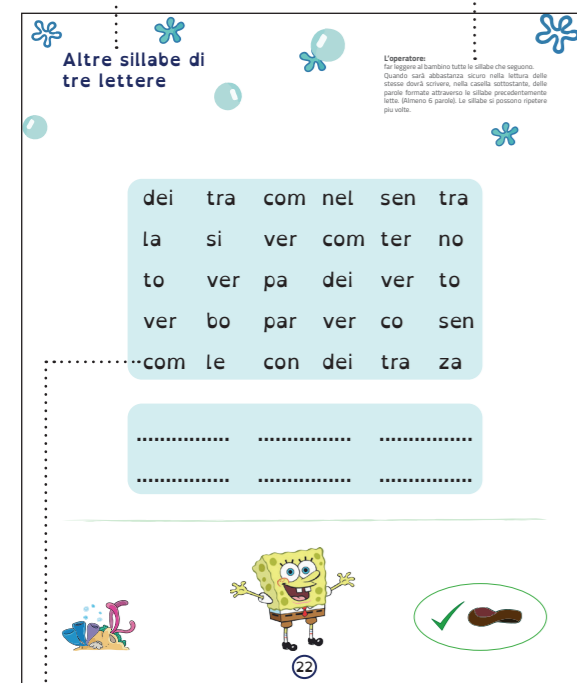 Altre sillabe di
tre lettere
L'operatore:
far leggere al bambino tutte le sillabe che seguono.
Quando sarà abbastanza sicuro nella lettura delle
stesse dovrà scrivere, nella casella sottostante, delle
parole formate attraverso le sillabe precedentemente
lette. (Almeno 6 parole). Le sillabe si possono ripetere
piu volte.
dei tra com nel sen tra
la si ver com ter no
to ver pa dei ver to
ver bo par ver co sen
com le con dei tra za
................ ................ ................
................ ................ ................
22